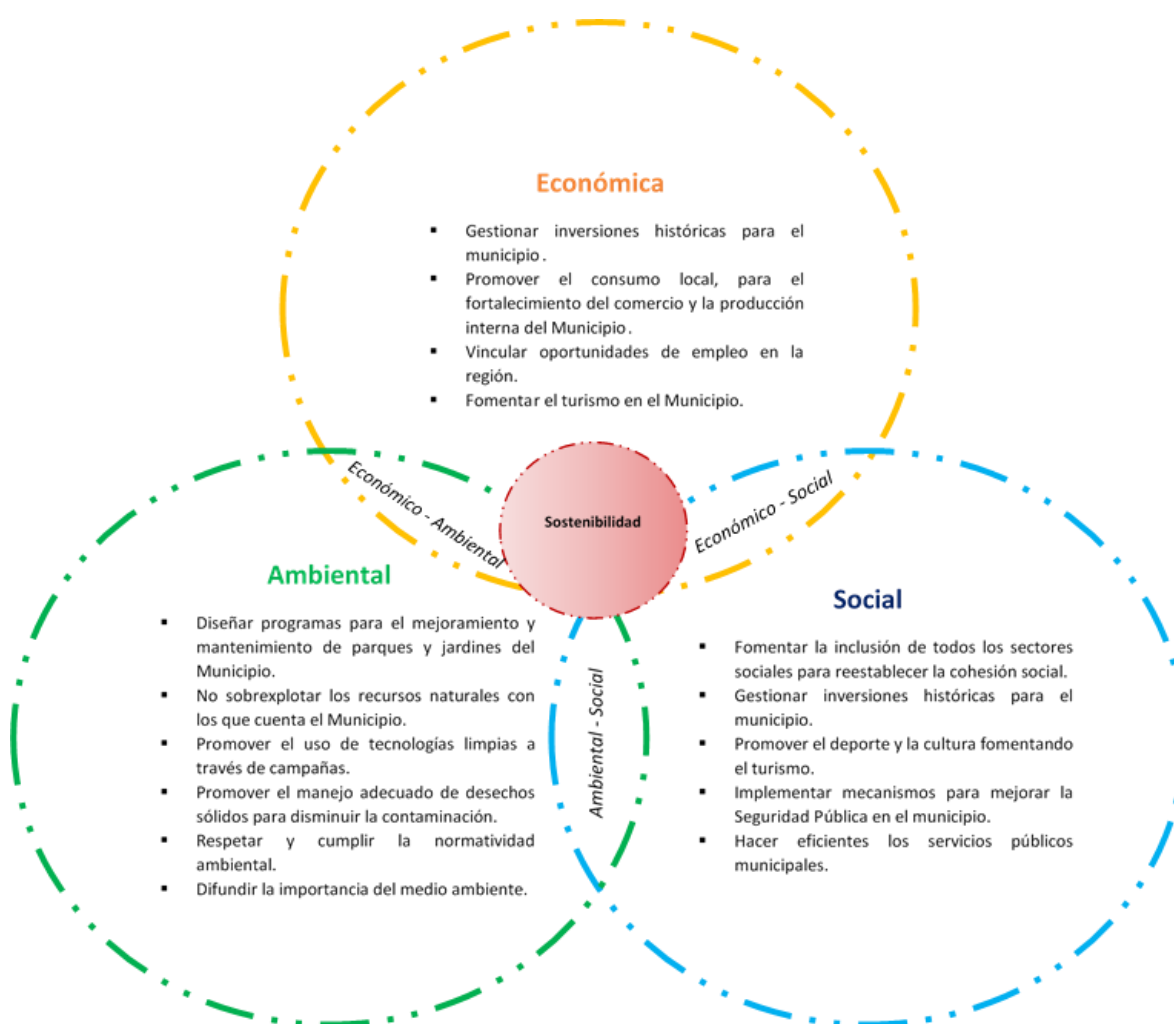 Económica
▪ Gestionar inversiones históricas para el
municipio .
▪ Promover el consumo local, para el
fortalecimiento del comercio y la producción
interna del Municipio .
▪ Vincular oportunidades de empleo en la
región.
▪ Fomentar el turismo en el Municipio.
Económico - Ambiental
Sostenibilidad
Económico - Social
Ambiental
▪ Diseñar programas para el mejoramiento y
mantenimiento de parques y jardines del
Municipio.
▪ No sobrexplotar los recursos naturales con
los que cuenta el Municipio.
▪ Promover el uso de tecnologías limpias a
través de campañas.
▪ Promover el manejo adecuado de desechos
sólidos para disminuir la contaminación.
▪ Respetar y cumplir la normatividad
ambiental.
▪ Difundir la importancia del medio ambiente.
Ambiental - Social
Social
▪ Fomentar la inclusión de todos los sectores
sociales para reestablecer la cohesión social.
▪ Gestionar inversiones históricas para el
municipio.
▪ Promover el deporte y la cultura fomentando
el turismo.
▪ Implementar mecanismos para mejorar la
Seguridad Pública en el municipio.
▪ Hacer eficientes los servicios públicos
municipales.